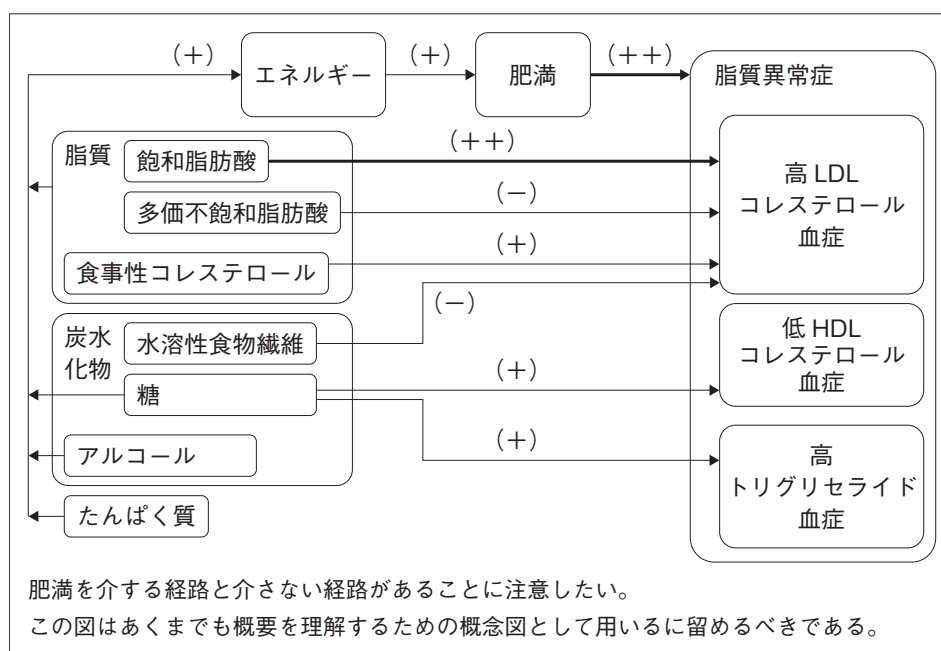 (+)
エネルギー
(+)
肥満
(++)
脂質異常症
脂質
飽和脂肪酸
(++)
高 LDL
コレステロール
血症
多価不飽和脂肪酸
(−)
食事性コレステロール
(+)
(−)
炭水
化物
水溶性食物繊維
低 HDL
コレステロール
血症
糖
(+)
(+)
高
トリグリセライド
血症
アルコール
たんぱく質
肥満を介する経路と介さない経路があることに注意したい。
この図はあくまでも概要を理解するための概念図として用いるに留めるべきである。